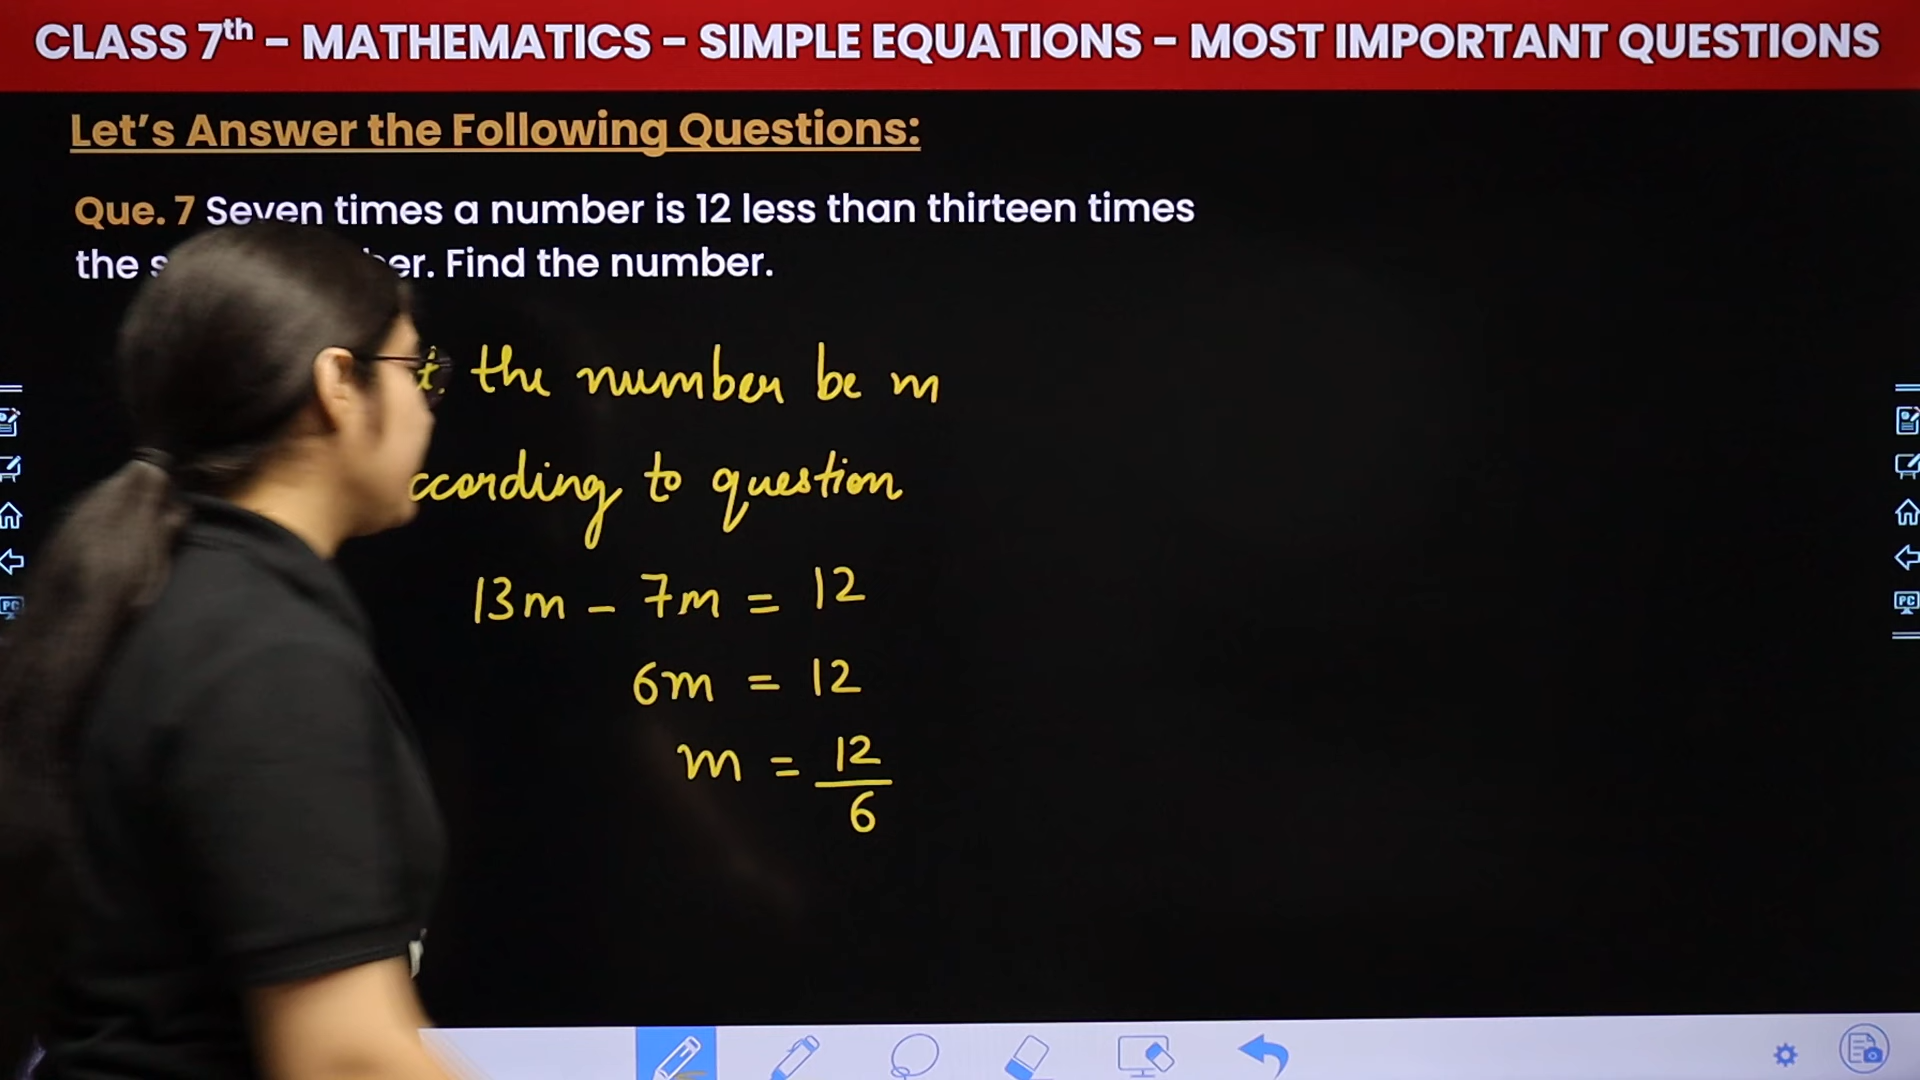 CLASS 7th - MATHEMATICS - SIMPLE EQUATIONS - MOST IMPORTANT QUESTIONS
Let's Answer the Following Questions:
Que. 7 Seven times a number is 12 less than thirteen times
the Find the number.
the number be m
to question
13m - 7m = 12
6m = 12
m = 12/6
PC
PC